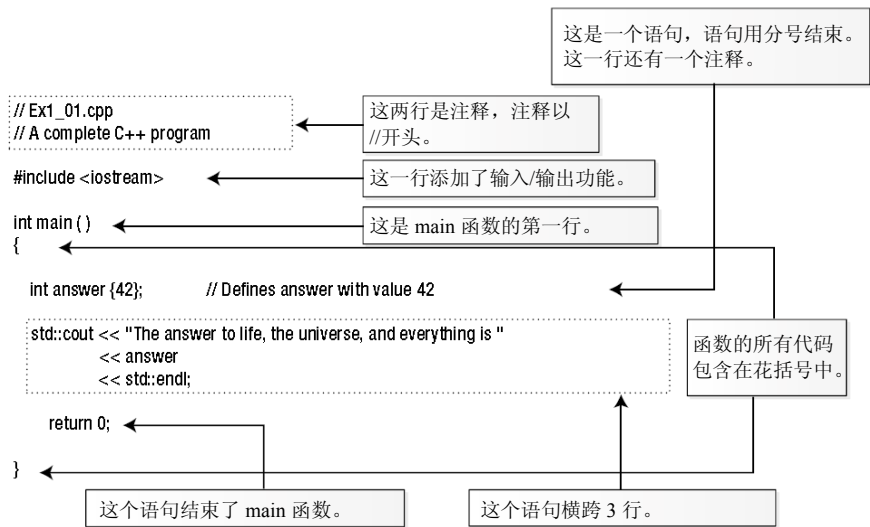 这是一个语句，语句用分号结束。
这一行还有一个注释。
// Ex1_01.cpp
// A complete C++ program
这两行是注释，注释以
//开头。
#include <iostream>
这一行添加了输入/输出功能。
int main ( )
这是 main 函数的第一行。
{
int answer {42}; // Defines answer with value 42
std::cout << "The answer to life, the universe, and everything is "
<< answer
<< std::endl;
函数的所有代码
包含在花括号中。
return 0;
}
这个语句结束了 main 函数。
这个语句横跨 3 行。